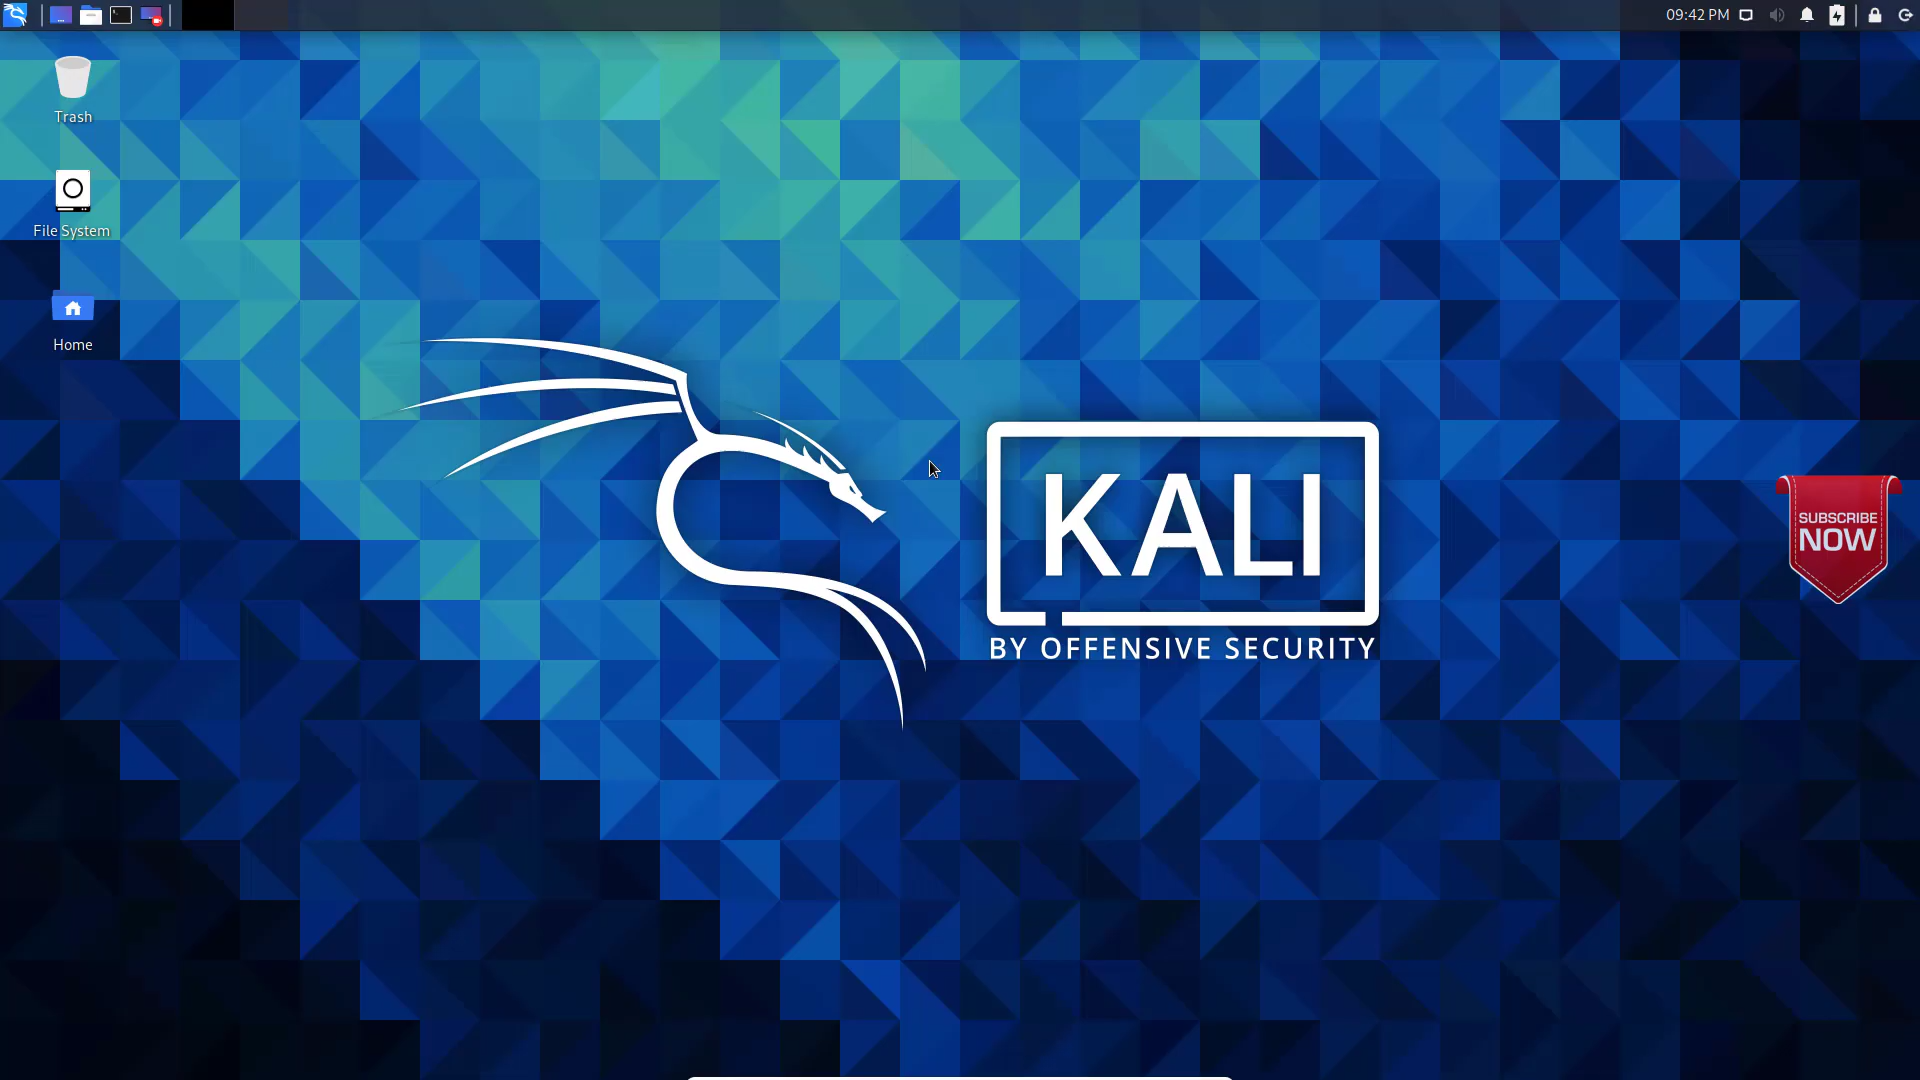 09:42 PM
Trash
File System
Home
KALI
BY OFFENSIVE SECURITY
SUBSCRIBE
NOW